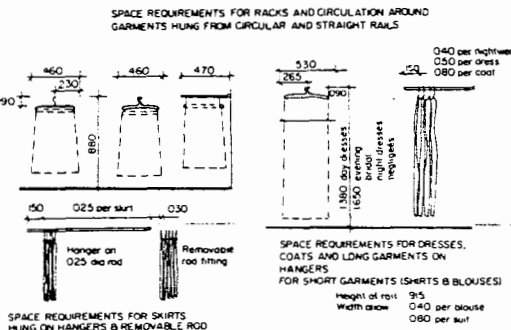 SPACE REQUIREMENTS FOR RACKS AND CIRCULATION AROUND
GARMENTS HUNG FROM CIRCULAR AND STRAIGHT RAILS
460
230
90
460
470
880
530
265
090
150
040 per nightwear
050 per dress
080 per coat
1380 day dresses
1650 evening
bridal
night dresses
negligees
150
025 per skirt
030
Hanger on
025 dia rod
Removable
rod fitting
SPACE REQUIREMENTS FOR SKIRTS
HUNG ON HANGERS & REMOVABLE ROD
SPACE REQUIREMENTS FOR DRESSES,
COATS AND LONG GARMENTS ON
HANGERS
FOR SHORT GARMENTS (SHIRTS & BLOUSES)
Height of rail 915
Width allow 040 per blouse
080 per suit